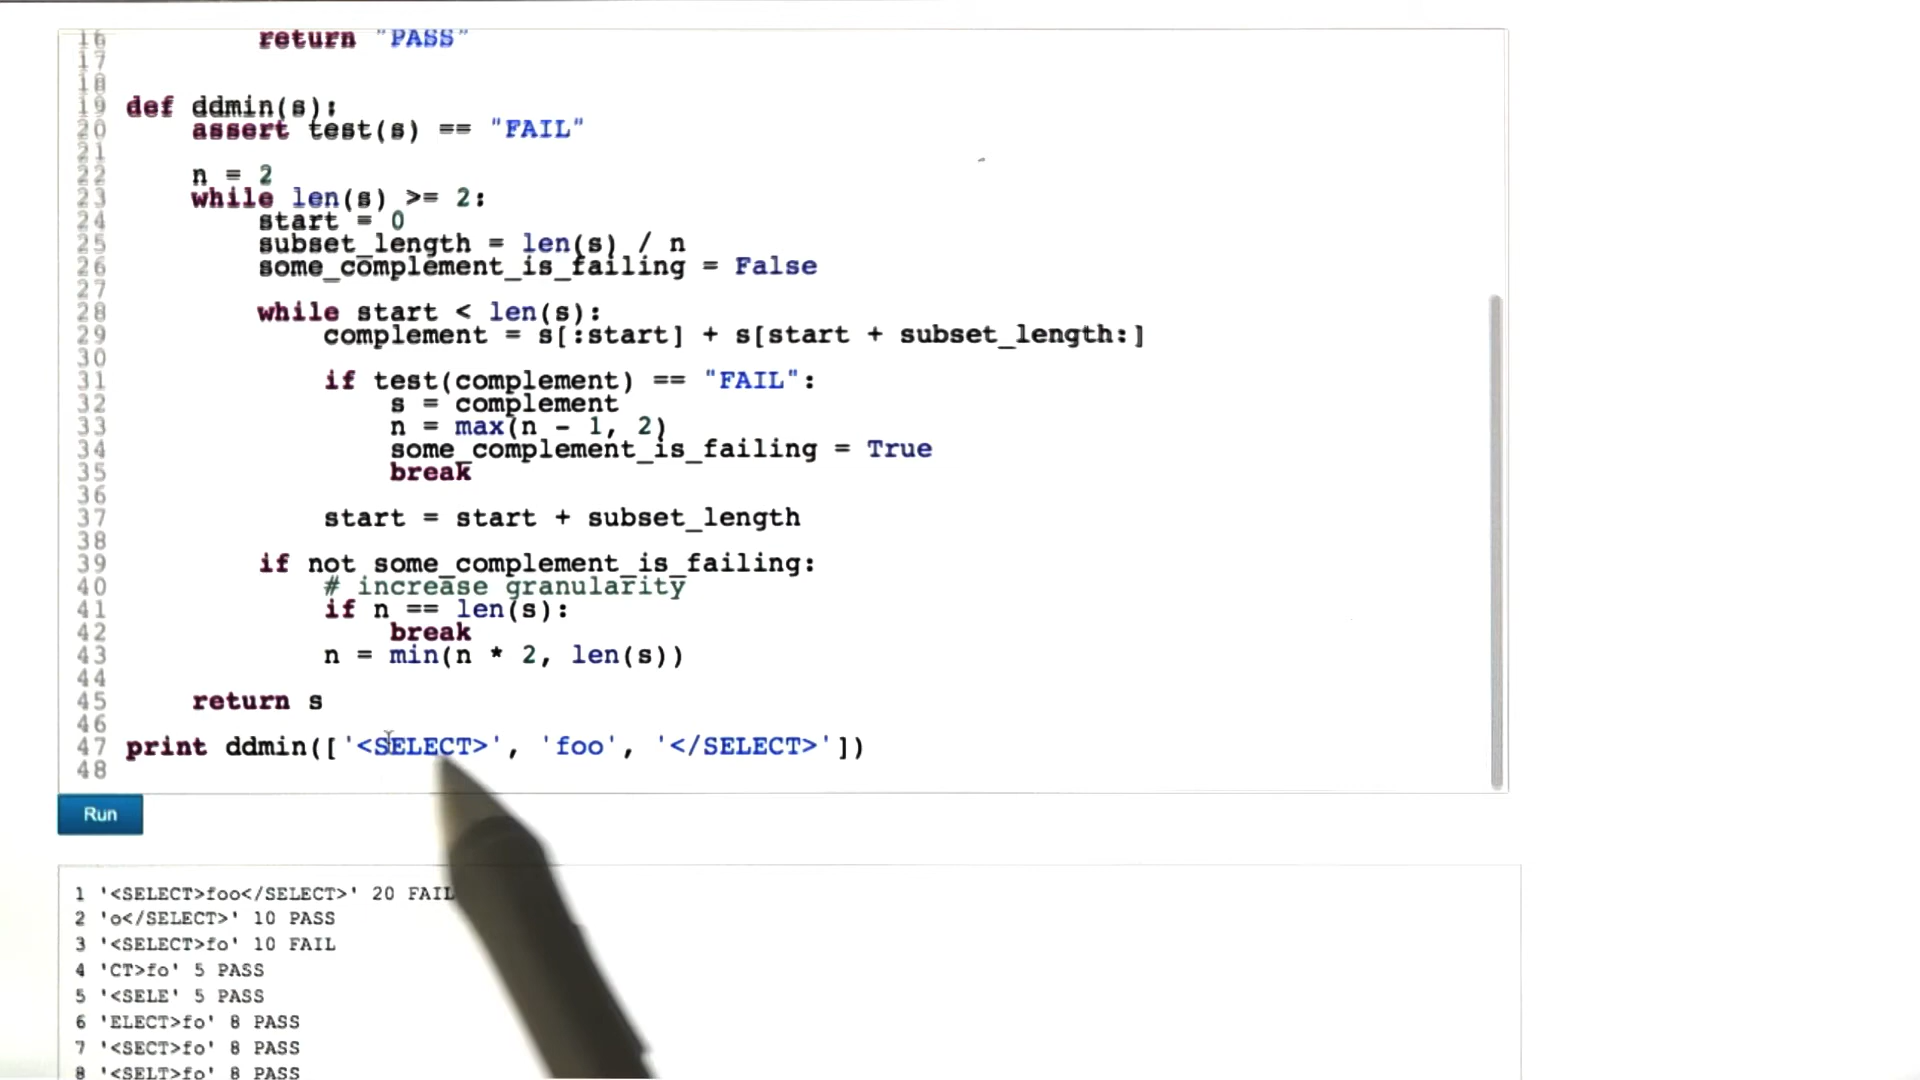 16 return "PASS"
17
18
19 def ddmin(s):
20 assert test(s) == "FAIL"
21
22 n = 2
23 while len(s) >= 2:
24 start = 0
25 subset_length = len(s) / n
26 some_complement_is_failing = False
27
28 while start < len(s):
29 complement = s[:start] + s[start + subset_length:]
30
31 if test(complement) == "FAIL":
32 s = complement
33 n = max(n - 1, 2)
34 some_complement_is_failing = True
35 break
36
37 start = start + subset_length
38
39 if not some_complement_is_failing:
40 # increase granularity
41 if n == len(s):
42 break
43 n = min(n * 2, len(s))
44
45 return s
46
47 print ddmin(['<SELECT>', 'foo', '</SELECT>'])
48
Run
1 '<SELECT>foo</SELECT>' 20 FAIL
2 'o</SELECT>' 10 PASS
3 '<SELECT>fo' 10 FAIL
4 'CT>fo' 5 PASS
5 '<SELE' 5 PASS
6 'ELECT>fo' 8 PASS
7 '<SECT>fo' 8 PASS
8 '<SELT>fo' 8 PASS